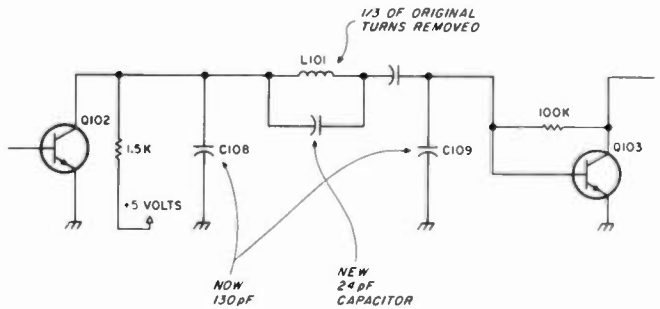 1/3 OF ORIGINAL
TURNS REMOVED
L101
Q102
1.5K
C108
C109
100K
Q103
+5 VOLTS
NOW
130pF
NEW
24pF
CAPACITOR